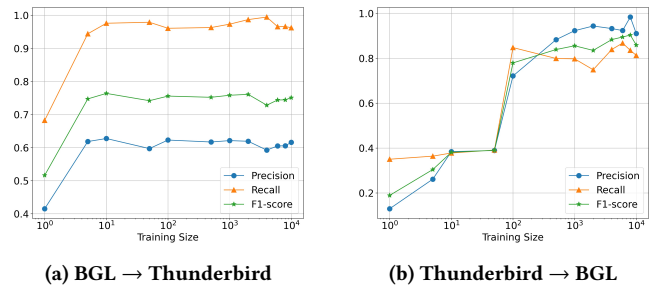 1.0
0.9
0.8
0.7
0.6
0.5
0.4
10⁰
10¹
10²
10³
10⁴
Training Size
Precision
Recall
F1-score
(a) BGL → Thunderbird
1.0
0.8
0.6
0.4
0.2
10⁰
10¹
10²
10³
10⁴
Training Size
Precision
Recall
F1-score
(b) Thunderbird → BGL